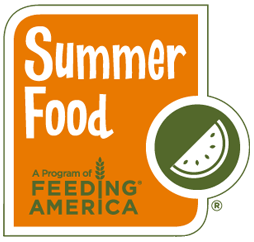 Summer
Food
A Program of
FEEDING®
AMERICA
®